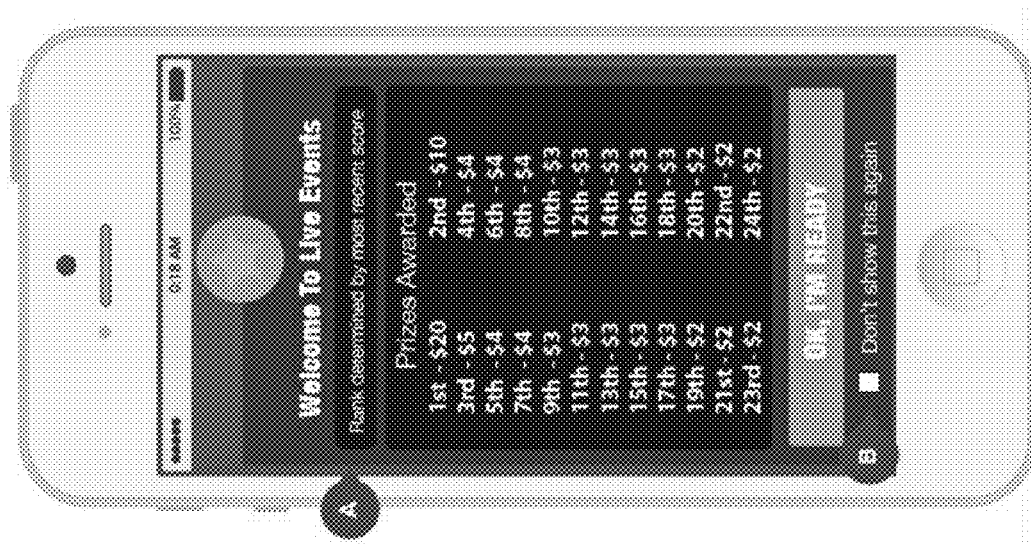 0:18 AM 100%
Welcome To Live Events
A
Rank deermined by most recent score
Prizes Awarded
1st - $20 2nd - $10
3rd - $5 4th - $4
5th - $4 6th - $4
7th - $4 8th - $4
9th - $3 10th - $3
11th - $3 12th - $3
13th - $3 14th - $3
15th - $3 16th - $3
17th - $3 18th - $3
19th - $2 20th - $2
21st - $2 22nd - $2
23rd - $2 24th - $2
OK, I'M READY
B
Don't show this again